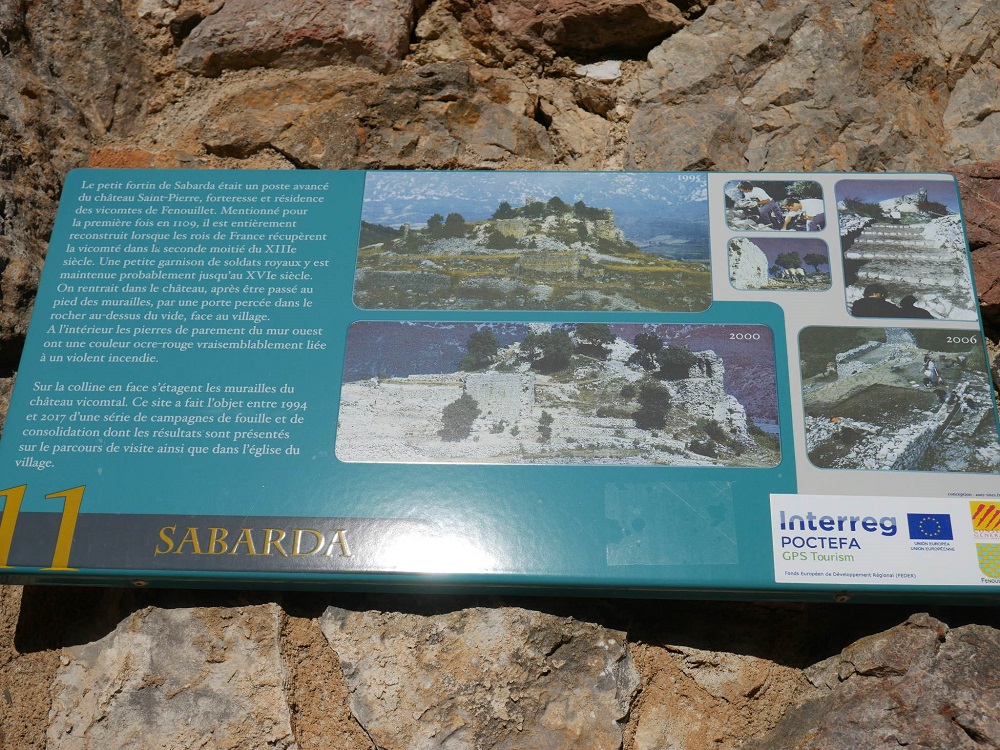 Le petit fortin de Sabarda était un poste avancé
du château Saint-Pierre, forteresse et résidence
des vicomtes de Fenouillet. Mentionné pour
la première fois en 1109, il est entièrement
reconstruit lorsque les rois de France récupèrent
la vicomté dans la seconde moitié du XIIIe
siècle. Une petite garnison de soldats royaux y est
maintenue probablement jusqu'au XVIe siècle.
On rentrait dans le château, après être passé au
pied des murailles, par une porte percée dans le
rocher au-dessus du vide, face au village.
A l'intérieur les pierres de parement du mur ouest
ont une couleur ocre-rouge vraisemblablement liée
à un violent incendie.
Sur la colline en face s'étagent les murailles du
château vicomtal. Ce site a fait l'objet entre 1994
et 2017 d'une série de campagnes de fouille et de
consolidation dont les résultats sont présentés
sur le parcours de visite ainsi que dans l'église du
village.
11
SABARDA
1995
2000
2006
conception
Interreg
POCTEFA
GPS Tourism
UNIÓN EUROPEA
UNION EUROPÉENNE
Fonds Européen de Développement Régional (FEDER)